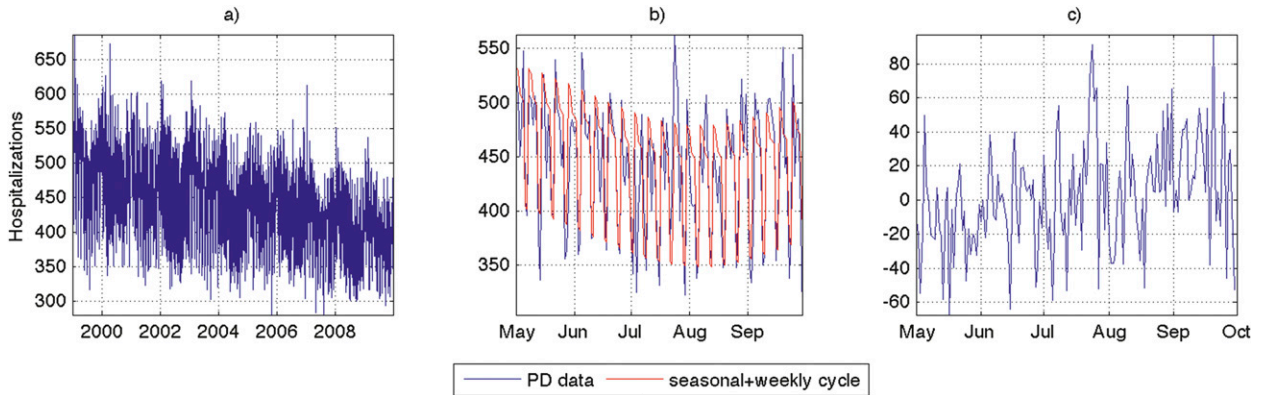 a)
Hospitalizations
650
600
550
500
450
400
350
300
2000 2002 2004 2006 2008
b)
550
500
450
400
350
May Jun Jul Aug Sep
c)
80
60
40
20
0
-20
-40
-60
May Jun Jul Aug Sep Oct
PD data seasonal+weekly cycle